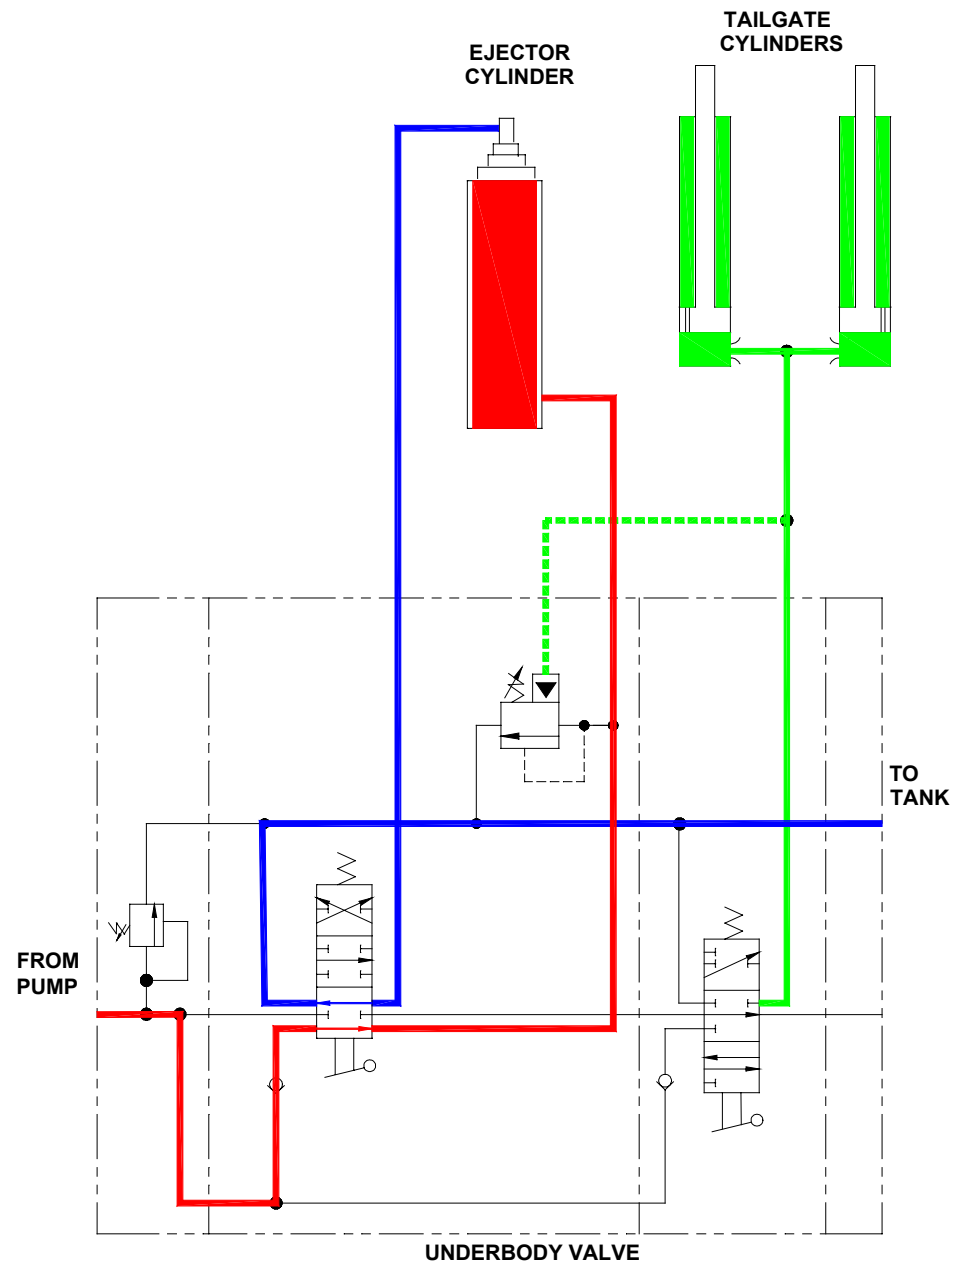 TAILGATE
CYLINDERS
EJECTOR
CYLINDER
TO
TANK
FROM
PUMP
UNDERBODY VALVE